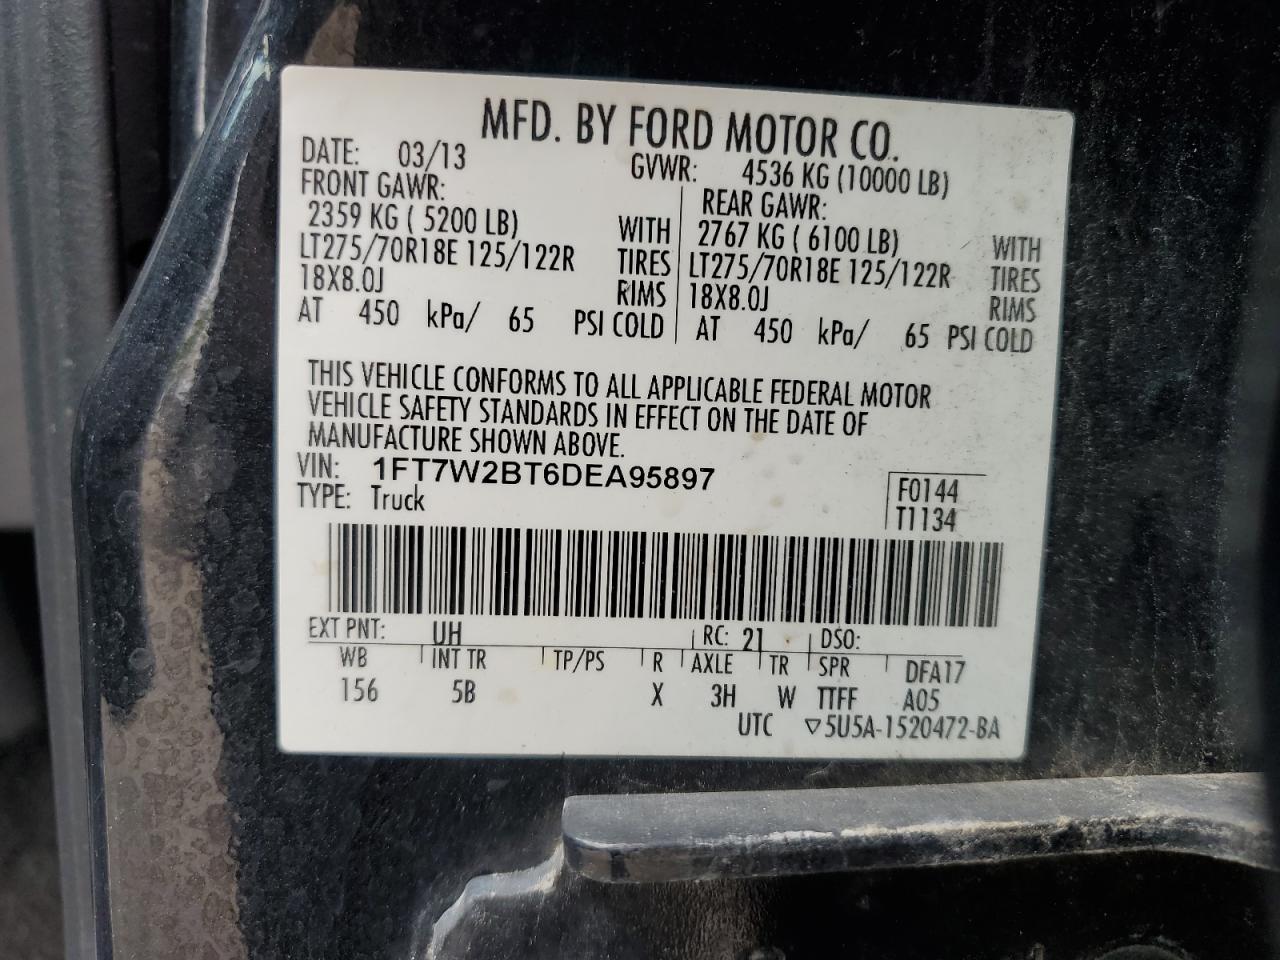 MFD. BY FORD MOTOR CO.
DATE: 03/13 GVWR: 4536 KG (10000 LB)
FRONT GAWR: REAR GAWR:
2359 KG ( 5200 LB) WITH 2767 KG ( 6100 LB) WITH
LT275/70R18E 125/122R TIRES LT275/70R18E 125/122R TIRES
18X8.0J RIMS 18X8.0J RIMS
AT 450 kPa/ 65 PSI COLD AT 450 kPa/ 65 PSI COLD
THIS VEHICLE CONFORMS TO ALL APPLICABLE FEDERAL MOTOR
VEHICLE SAFETY STANDARDS IN EFFECT ON THE DATE OF
MANUFACTURE SHOWN ABOVE.
VIN: 1FT7W2BT6DEA95897
TYPE: Truck
F0144
T1134
EXT PNT: UH RC: 21 DSO:
WB INT TR TP/PS R AXLE TR SPR DFA17
156 5B X 3H W TTFF A05
UTC ▽5U5A-1520472-BA